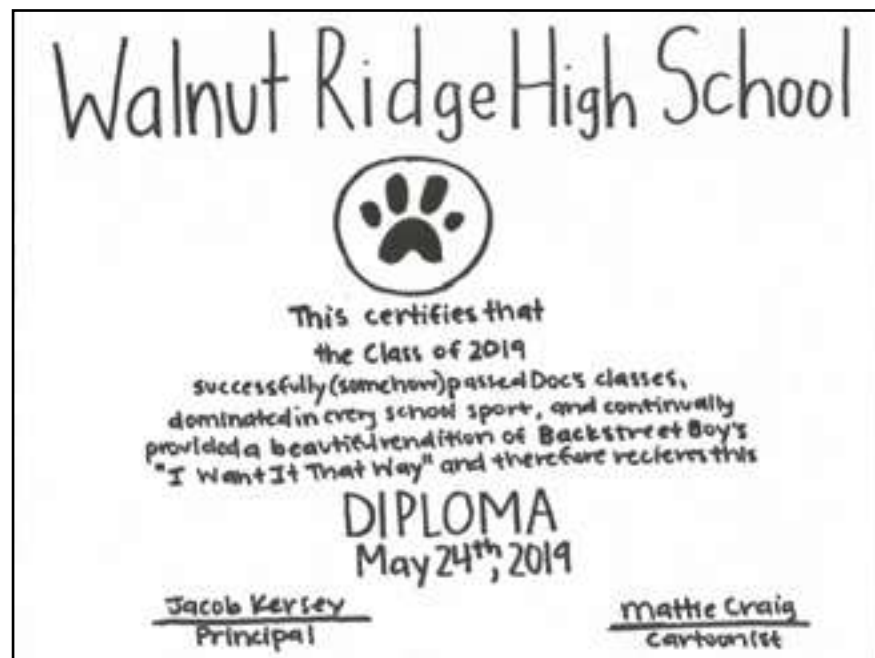 Walnut Ridge High School
This certifies that
the Class of 2019
successfully (somehow) passed Doc's classes,
dominated in every school sport, and continually
provided a beautiful rendition of Backstreet Boy's
"I Want It That Way" and therefore recieves this
DIPLOMA
May 24th, 2019
Jacob Kersey
Principal
Mattie Craig
Cartoonist